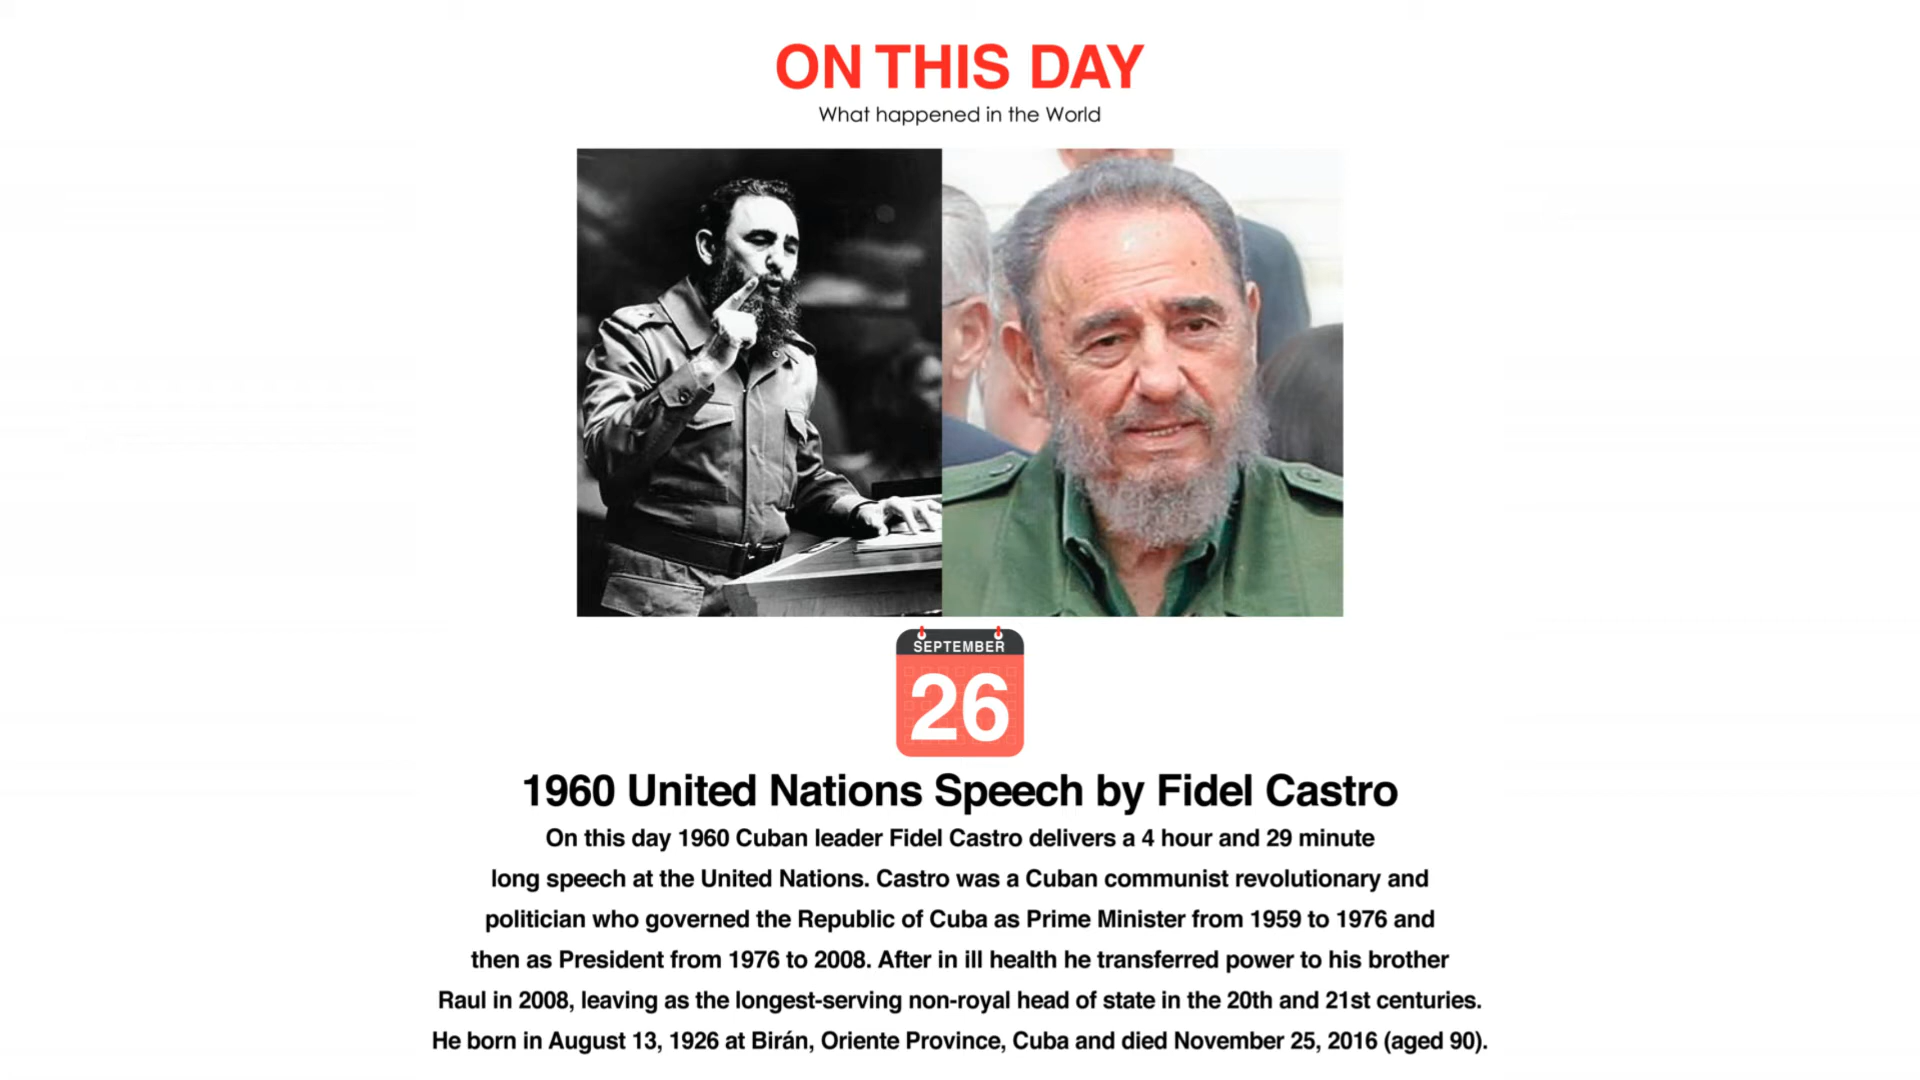 ON THIS DAY
What happened in the World
SEPTEMBER
26
1960 United Nations Speech by Fidel Castro
On this day 1960 Cuban leader Fidel Castro delivers a 4 hour and 29 minute
long speech at the United Nations. Castro was a Cuban communist revolutionary and
politician who governed the Republic of Cuba as Prime Minister from 1959 to 1976 and
then as President from 1976 to 2008. After in ill health he transferred power to his brother
Raul in 2008, leaving as the longest-serving non-royal head of state in the 20th and 21st centuries.
He born in August 13, 1926 at Birán, Oriente Province, Cuba and died November 25, 2016 (aged 90).